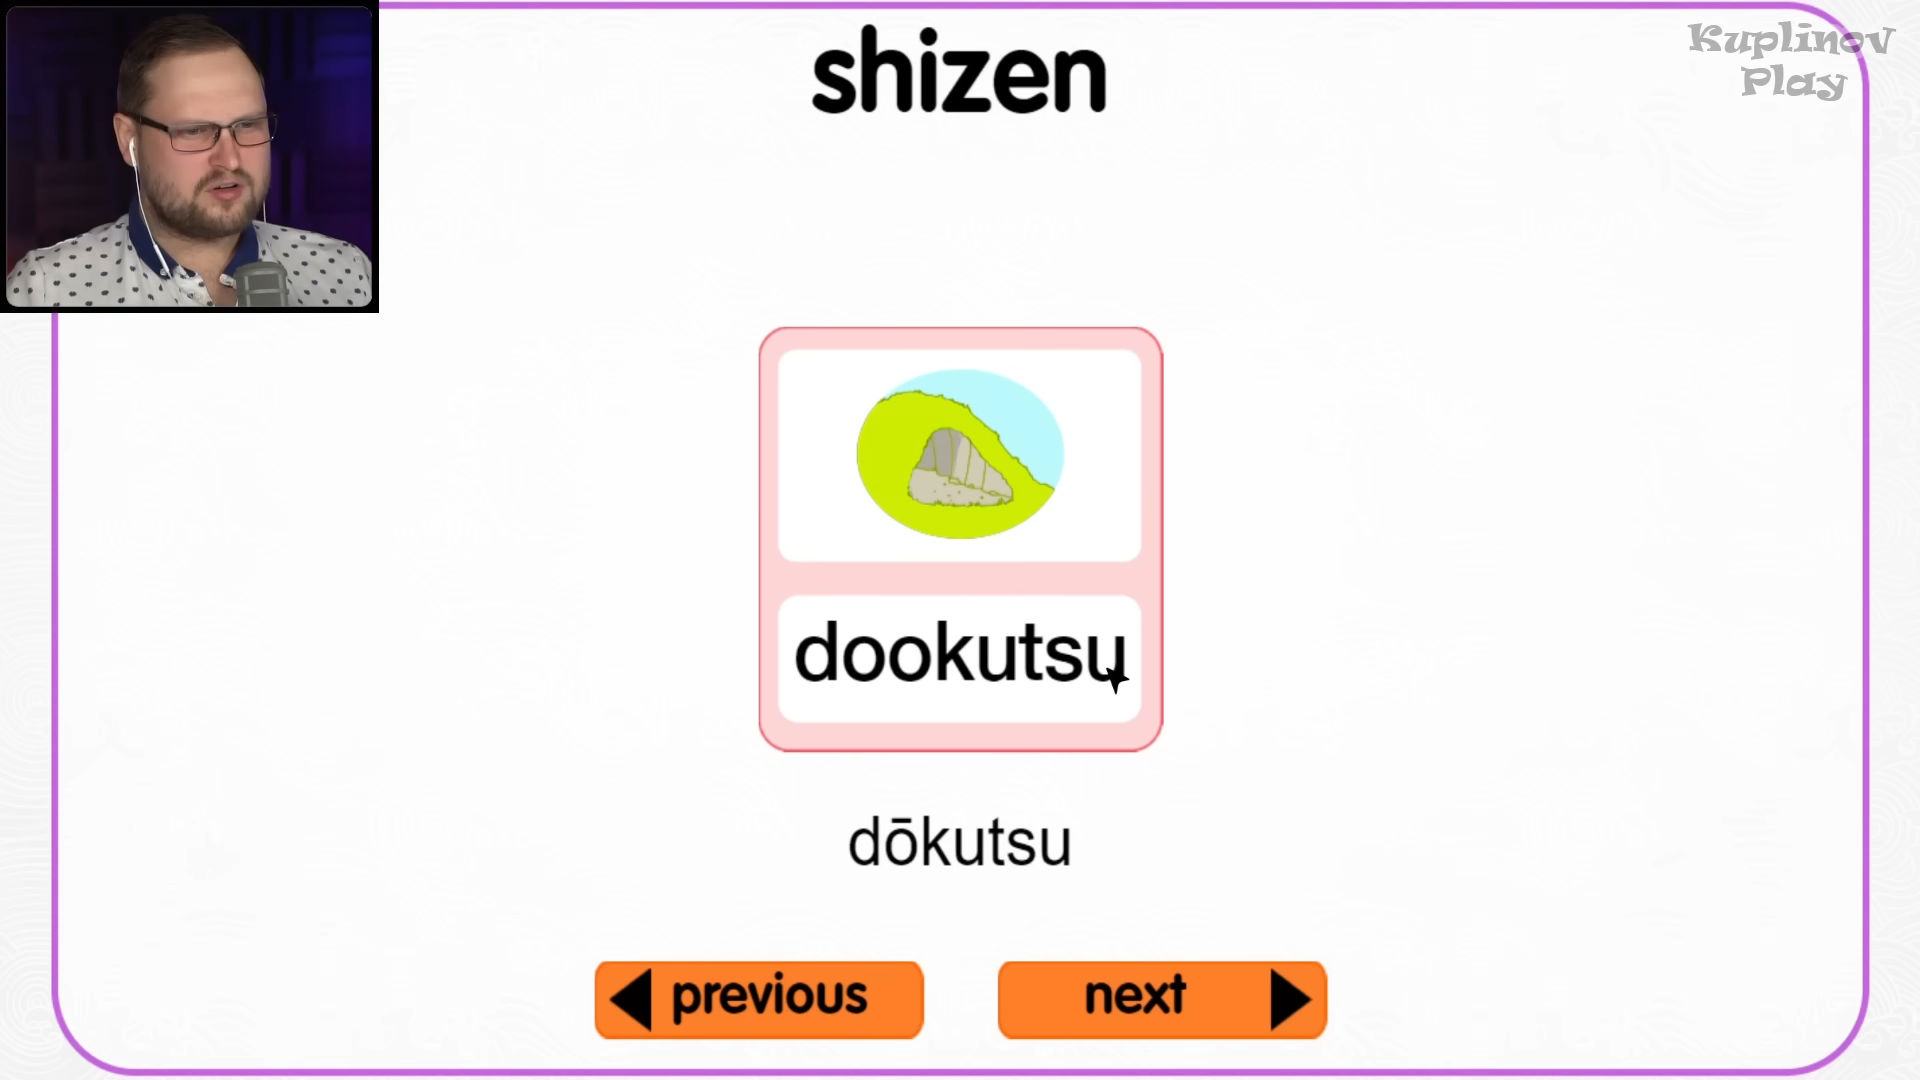 shizen
Kuplinov
Play
dookutsu
dōkutsu
previous
next